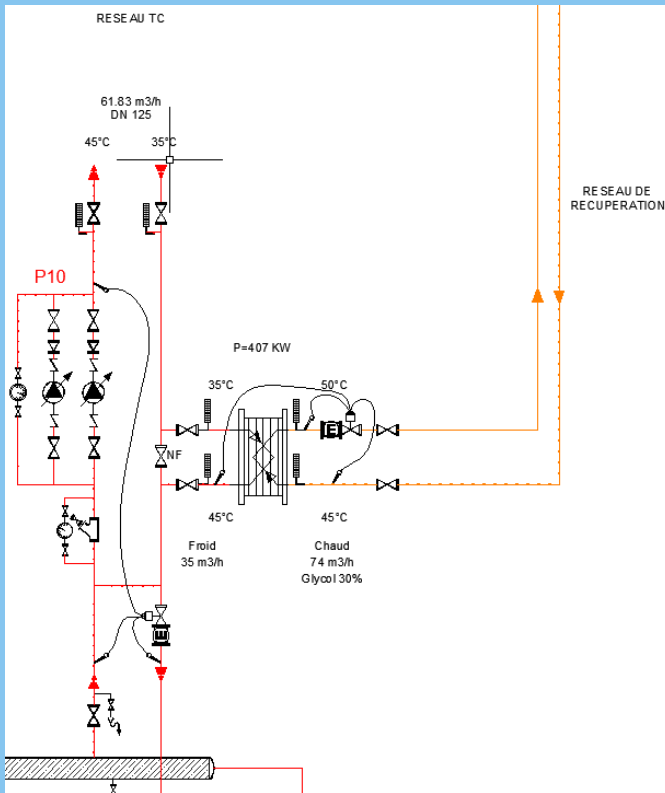 RESEAU TC
61.83 m3/h
DN 125
45°C
35°C
RESEAU DE
RECUPERATION
P10
P=407 KW
35°C
50°C
E
NF
45°C
45°C
Froid
35 m3/h
Chaud
74 m3/h
Glycol 30%
E